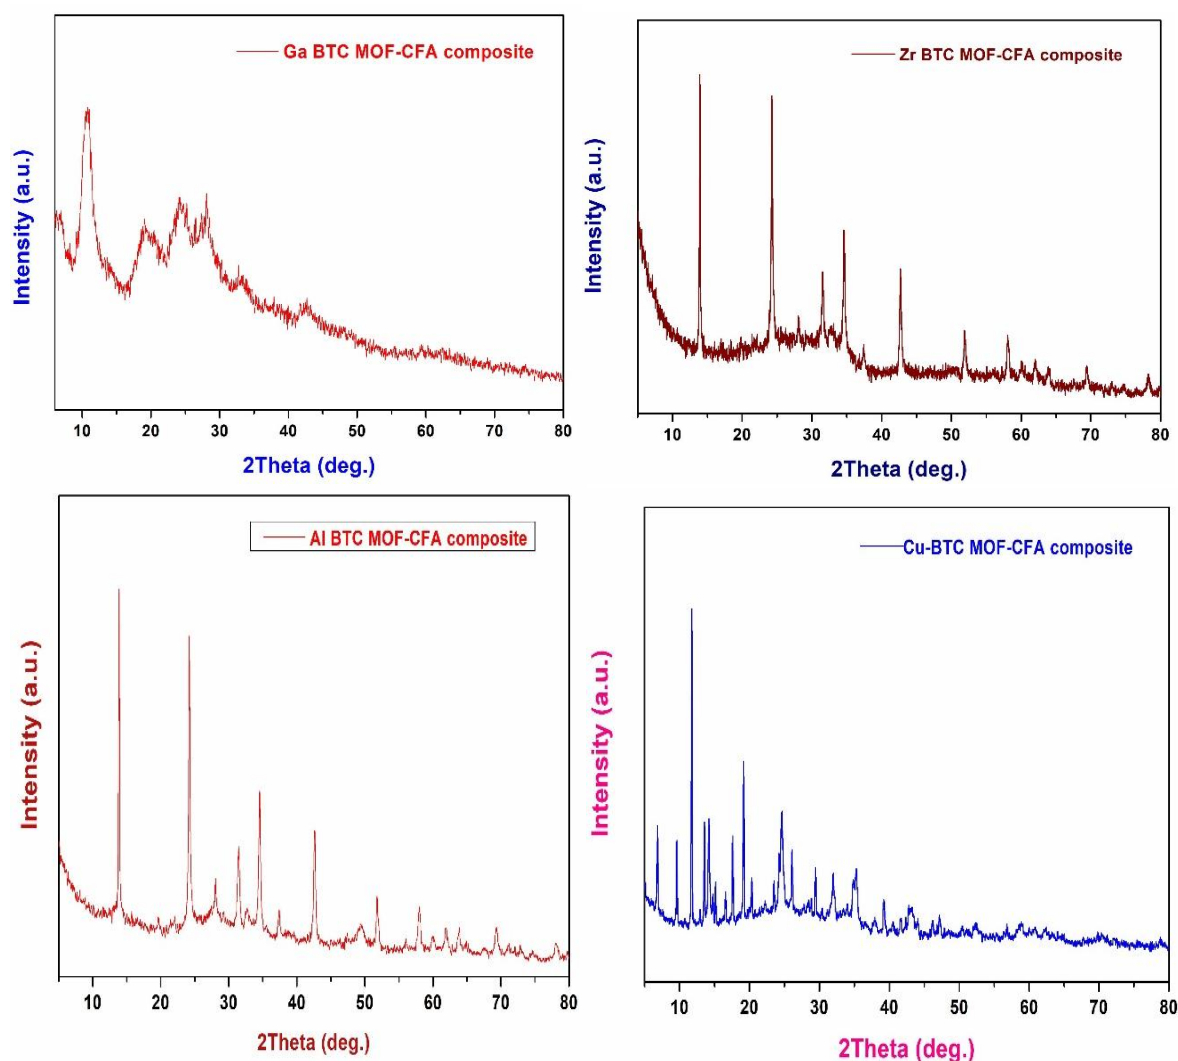 Ga BTC MOF-CFA composite
Intensity (a.u.)
10 20 30 40 50 60 70 80
2Theta (deg.)
Zr BTC MOF-CFA composite
Intensity (a.u.)
10 20 30 40 50 60 70 80
2Theta (deg.)
Al BTC MOF-CFA composite
Intensity (a.u.)
10 20 30 40 50 60 70 80
2Theta (deg.)
Cu-BTC MOF-CFA composite
Intensity (a.u.)
10 20 30 40 50 60 70 80
2Theta (deg.)